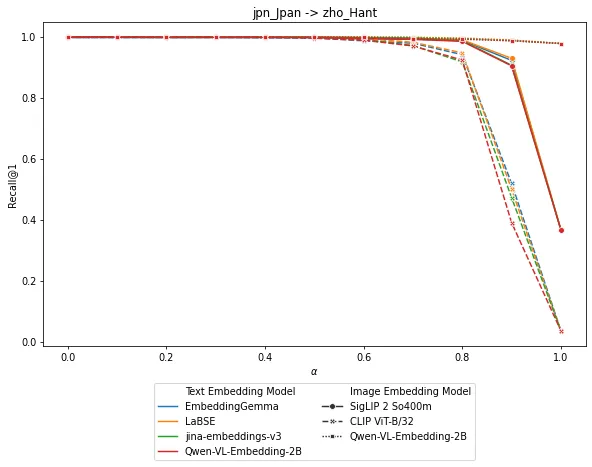 jpn_Jpan -> zho_Hant
Recall@1
1.0
0.8
0.6
0.4
0.2
0.0
0.0 0.2 0.4 0.6 0.8 1.0
α
Text Embedding Model Image Embedding Model
EmbeddingGemma SigLIP 2 So400m
LaBSE CLIP ViT-B/32
jina-embeddings-v3 Qwen-VL-Embedding-2B
Qwen-VL-Embedding-2B